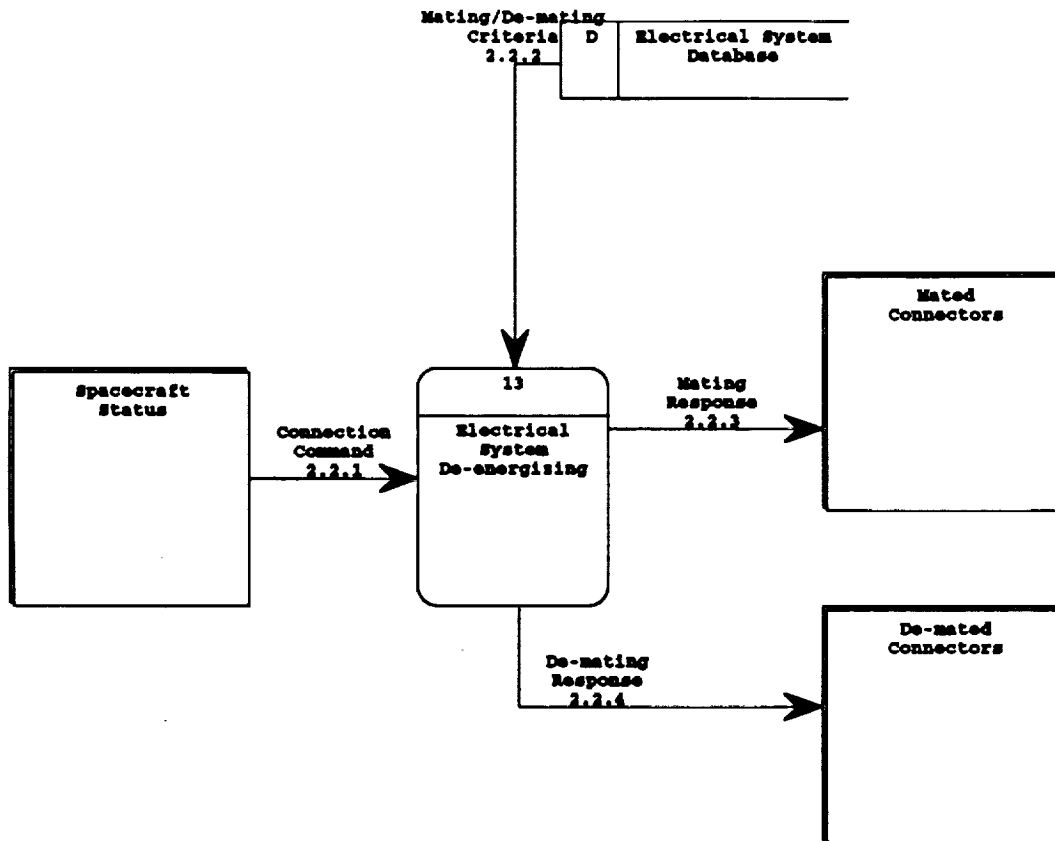 Mating/De-mating
Criteria
2.2.2
D
Electrical System
Database
Mated
Connectors
Spacecraft
Status
Connection
Command
2.2.1
13
Electrical
System
De-energising
Mating
Response
2.2.3
De-mating
Response
2.2.4
De-mated
Connectors